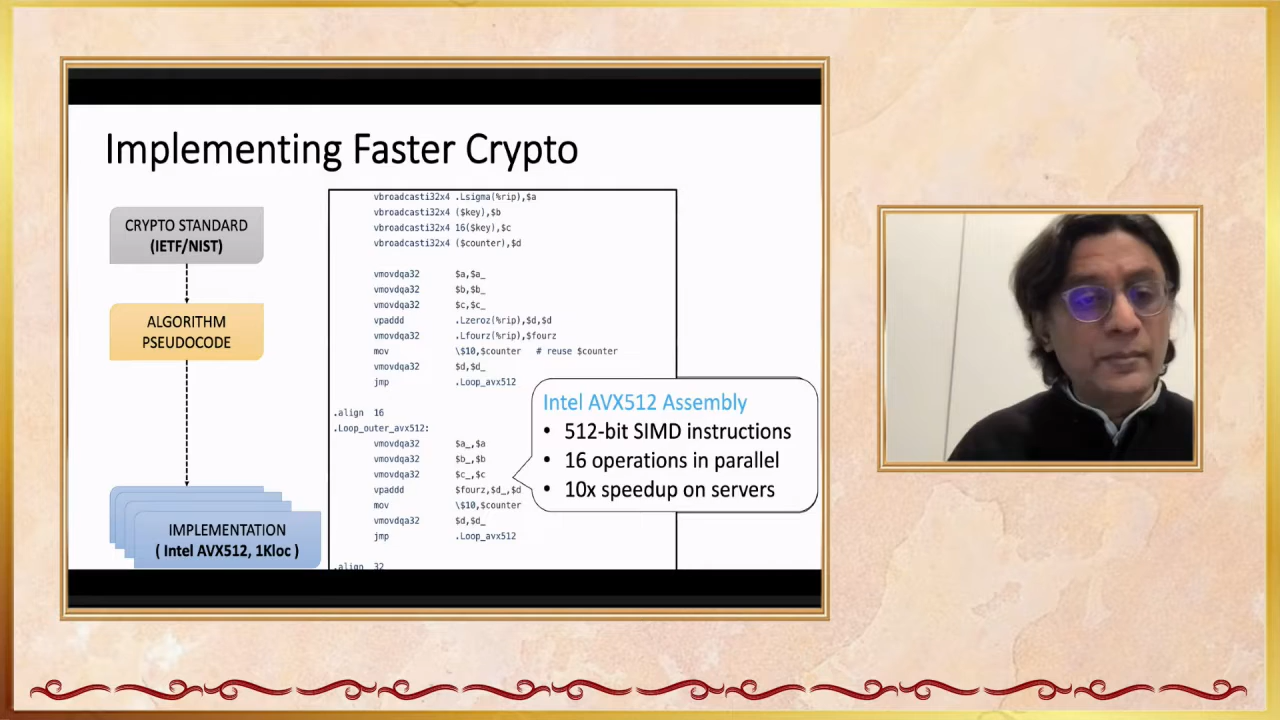 Implementing Faster Crypto
CRYPTO STANDARD
(IETF/NIST)
ALGORITHM
PSEUDOCODE
IMPLEMENTATION
( Intel AVX512, 1Kloc )
vbroadcasti32x4 .Lsigma(%rip),$a
vbroadcasti32x4 ($key),$b
vbroadcasti32x4 16($key),$c
vbroadcasti32x4 ($counter),$d
vmovdqa32 $a,$a_
vmovdqa32 $b,$b_
vmovdqa32 $c,$c_
vpaddd .Lzeroz(%rip),$d,$d
vmovdqa32 .Lfourz(%rip),$fourz
mov \$10,$counter # reuse $counter
vmovdqa32 $d,$d_
jmp .Loop_avx512
.align 16
.Loop_outer_avx512:
vmovdqa32 $a_,$a
vmovdqa32 $b_,$b
vmovdqa32 $c_,$c
vpaddd $fourz,$d_,$d
mov \$10,$counter
vmovdqa32 $d,$d_
jmp .Loop_avx512
.align 32
Intel AVX512 Assembly
• 512-bit SIMD instructions
• 16 operations in parallel
• 10x speedup on servers